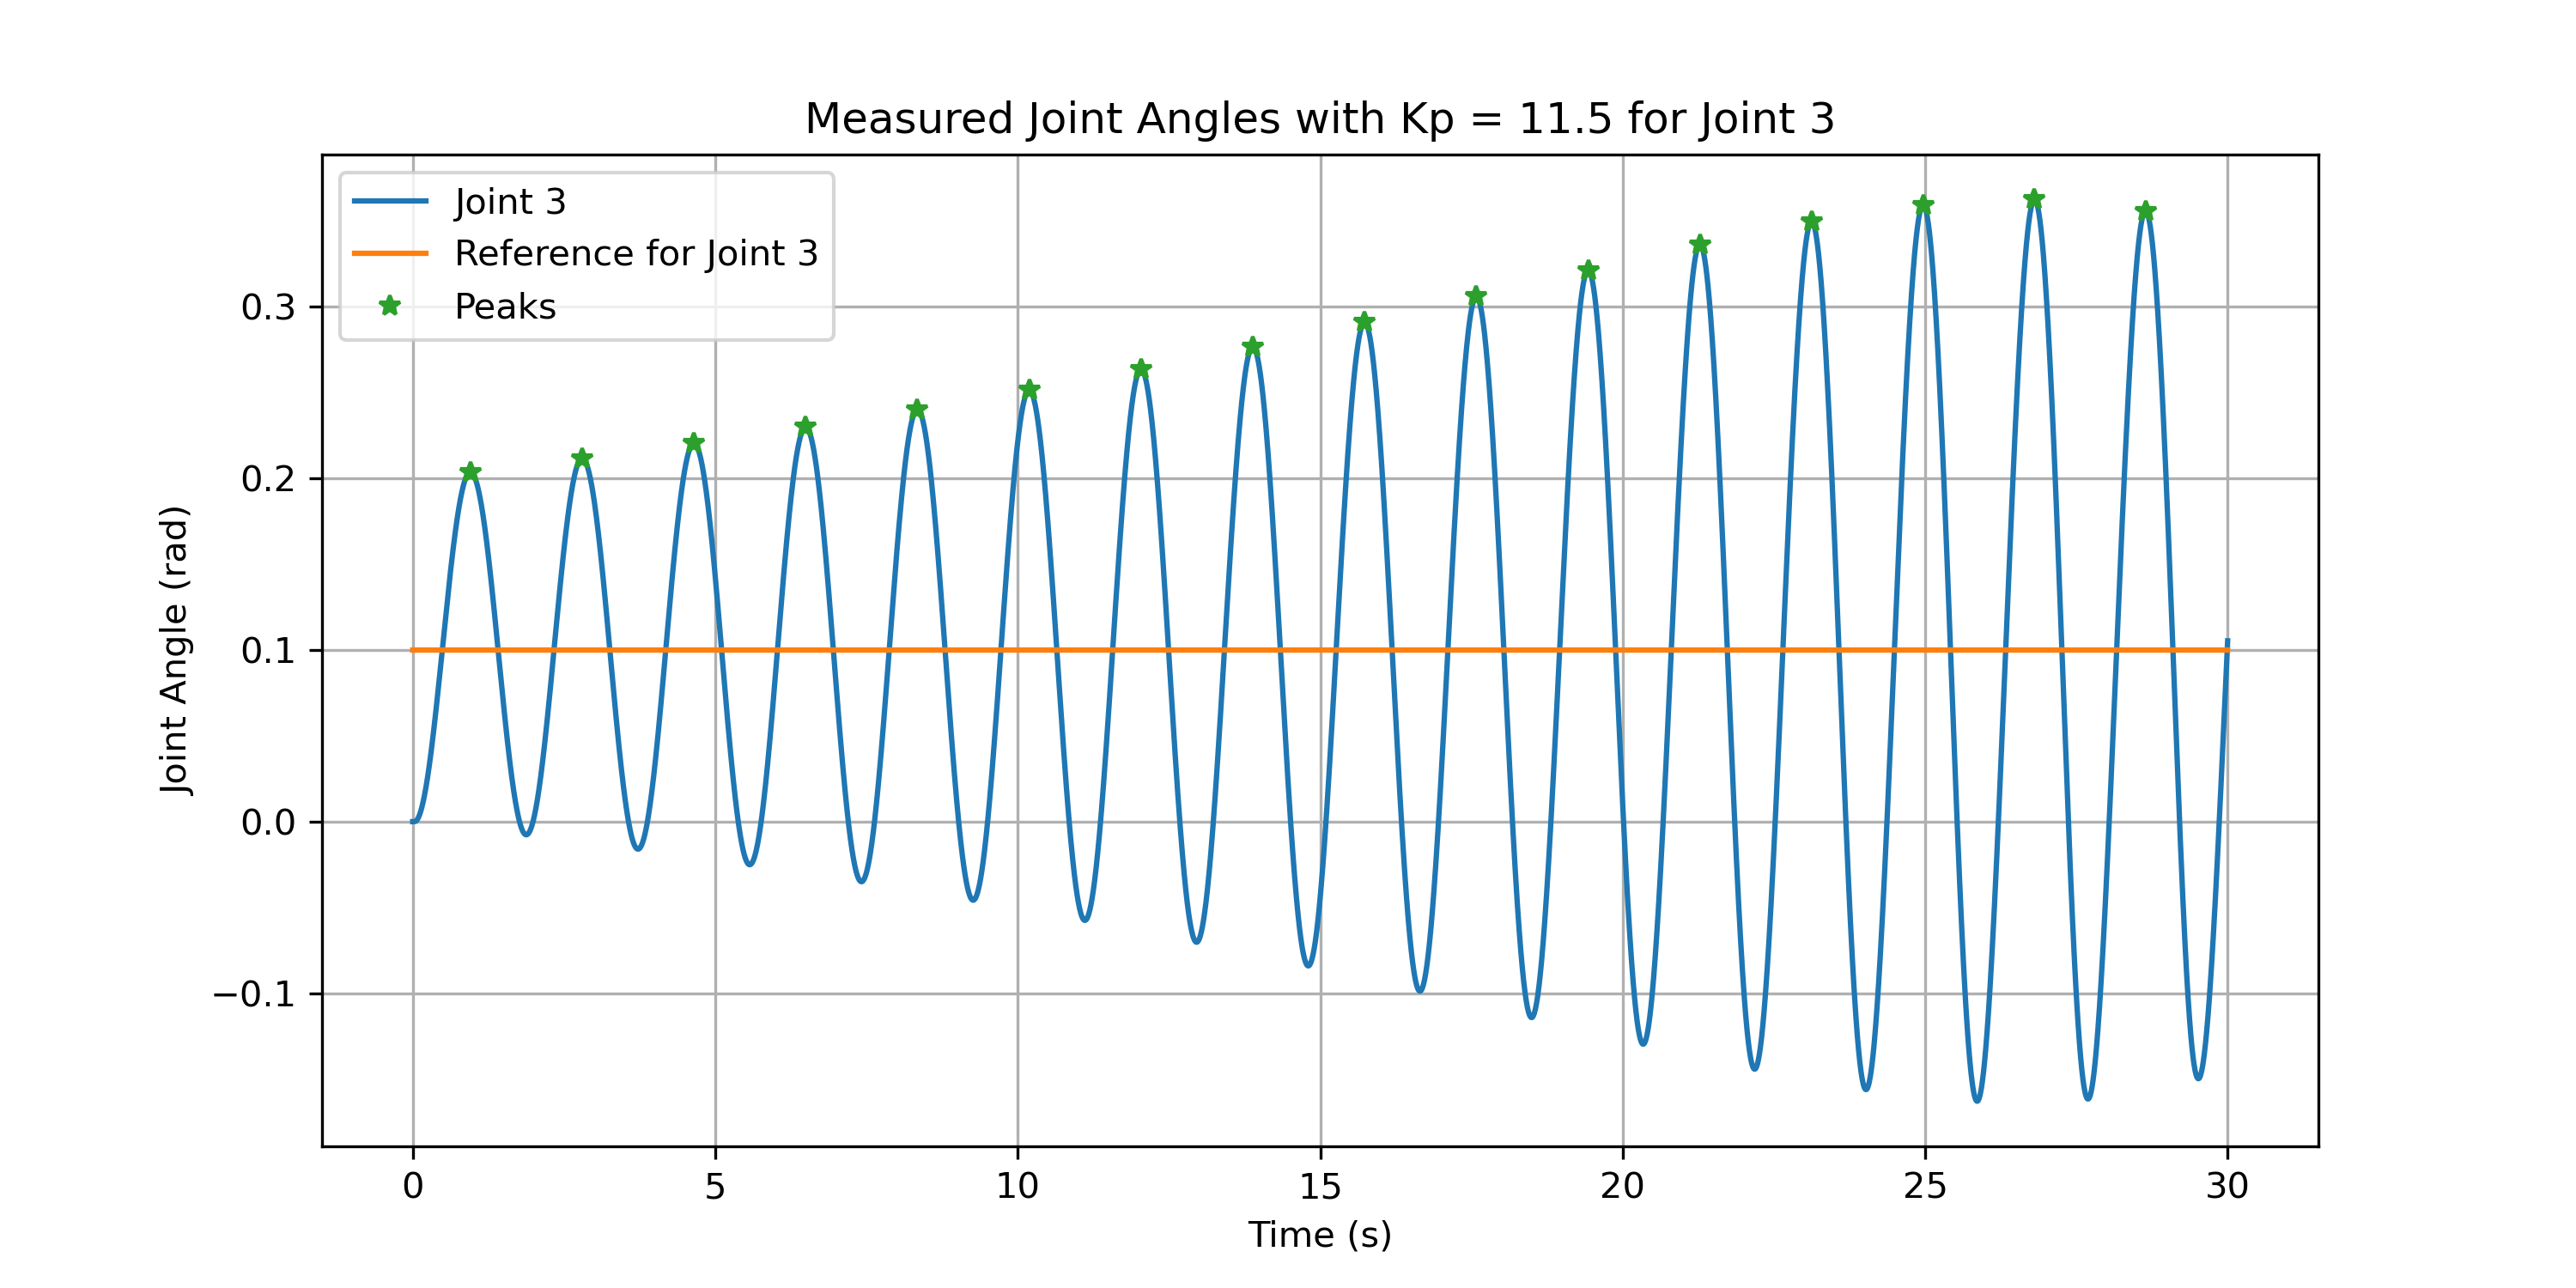 Measured Joint Angles with Kp = 11.5 for Joint 3
Joint 3
Reference for Joint 3
Peaks
Joint Angle (rad)
0.3
0.2
0.1
0.0
−0.1
0 5 10 15 20 25 30
Time (s)